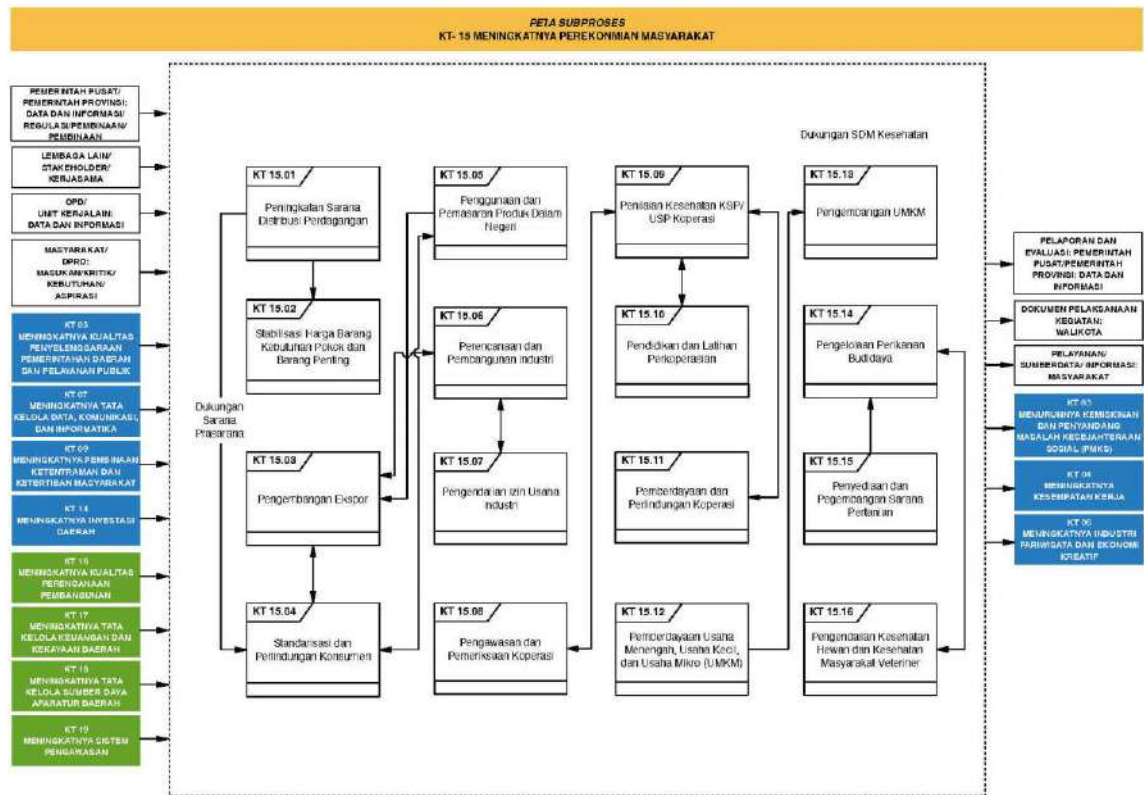 PETA SUBPROSES
KT- 15 MENINGKATNYA PEREKONMIAN MASYARAKAT
PEMERINTAH PUSAT/
PEMERINTAH PROVINSI:
DATA DAN INFORMASI/
REGULASI/PEMBINAAN/
PEMBINAAN
LEMBAGA LAIN/
STAKEHOLDER/
KERJASAMA
OPD/
UNIT KERJALAIN:
DATA DAN INFORMASI
MASYARAKAT/
DPRD:
MASUKAN/KRITIK/
KEBUTUHAN/
ASPIRASI
KT 05
MENINGKATNYA KUALITAS
PENYELENGGARAAN
PEMERINTAHAN DAERAH
DAN PELAYANAN PUBLIK
KT 07
MENINGKATNYA TATA
KELOLA DATA, KOMUNIKASI,
DAN INFORMATIKA
KT 09
MENINGKATNYA PEMBINAAN
KETENTRAMAN DAN
KETERTIBAN MASYARAKAT
KT 14
MENINGKATNYA INVESTASI
DAERAH
KT 16
MENINGKATNYA KUALITAS
PERENCANAAN
PEMBANGUNAN
KT 17
MENINGKATNYA TATA
KELOLA KEUANGAN DAN
KEKAYAAN DAERAH
KT 18
MENINGKATNYA TATA
KELOLA SUMBER DAYA
APARATUR DAERAH
KT 19
MENINGKATNYA SISTEM
PENGAWASAN
Dukungan
Sarana
Prasarana
KT 15.01
Peningkatan Sarana
Distribusi Perdagangan
KT 15.02
Stabilisasi Harga Barang
Kebutuhan Pokok dan
Barang Penting
KT 15.03
Pengembangan Ekspor
KT 15.04
Standarisasi dan
Perlindungan Konsumen
KT 15.05
Penggunaan dan
Pemasaran Produk Dalam
Negeri
KT 15.06
Perencanaan dan
Pembangunan Industri
KT 15.07
Pengendalian Izin Usaha
Industri
KT 15.08
Pengawasan dan
Pemeriksaan Koperasi
KT 15.09
Penilaian Kesehatan KSP/
USP Koperasi
KT 15.10
Pendidikan dan Latihan
Perkoperasian
KT 15.11
Pemberdayaan dan
Perlindungan Koperasi
KT 15.12
Pemberdayaan Usaha
Menengah, Usaha Kecil,
dan Usaha Mikro (UMKM)
Dukungan SDM Kesehatan
KT 15.13
Pengembangan UMKM
KT 15.14
Pengelolaan Perikanan
Budidaya
KT 15.15
Penyediaan dan
Pegembangan Sarana
Pertanian
KT 15.16
Pengendalian Kesehatan
Hewan dan Kesehatan
Masyarakat Veteriner
PELAPORAN DAN
EVALUASI: PEMERINTAH
PUSAT/PEMERINTAH
PROVINSI: DATA DAN
INFORMASI
DOKUMEN PELAKSANAAN
KEGIATAN:
WALIKOTA
PELAYANAN/
SUMBERDATA/ INFORMASI:
MASYARAKAT
KT 03
MENURUNNYA KEMISKINAN
DAN PENYANDANG
MASALAH KESEJAHTERAAN
SOSIAL (PMKS)
MENINGKATNYA
KESEMPATAN KERJA
MENINGKATNYA INDUSTRI
PARIWISATA DAN EKONOMI
KREATIF